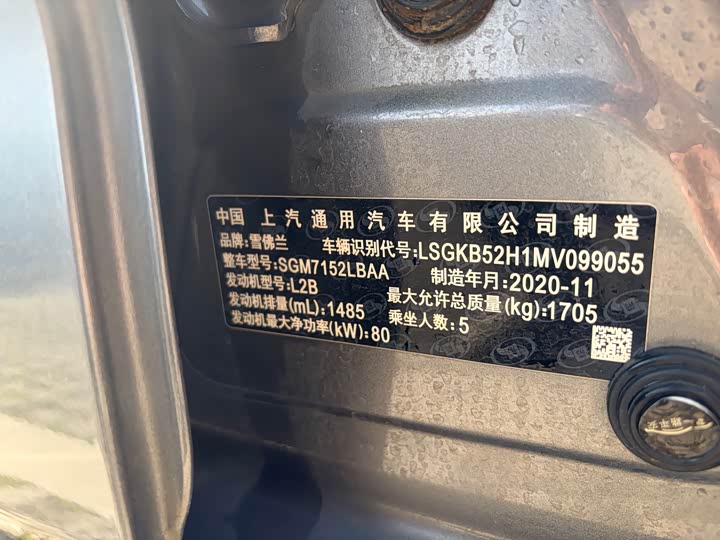 中国 上汽通用汽车有限公司制造
品牌:雪佛兰 车辆识别代号:LSGKB52H1MV099055
整车型号:SGM7152LBAA 制造年月:2020-11
发动机型号:L2B 最大允许总质量(kg):1705
发动机排量(mL):1485 乘坐人数:5
发动机最大净功率(kW):80